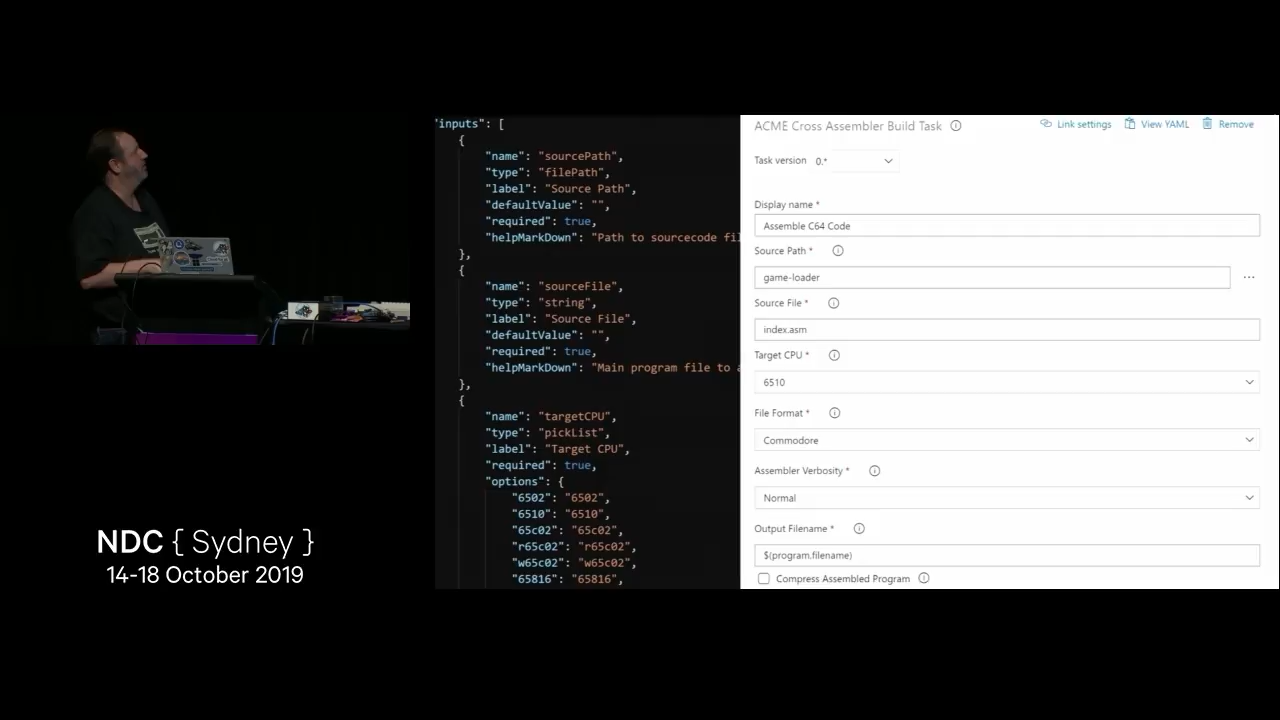 "inputs": [
{
"name": "sourcePath",
"type": "filePath",
"label": "Source Path",
"defaultValue": "",
"required": true,
"helpMarkDown": "Path to sourcecode fil
},
{
"name": "sourceFile",
"type": "string",
"label": "Source File",
"defaultValue": "",
"required": true,
"helpMarkDown": "Main program file to a
},
{
"name": "targetCPU",
"type": "pickList",
"label": "Target CPU",
"required": true,
"options": {
"6502": "6502",
"6510": "6510",
"65c02": "65c02",
"r65c02": "r65c02",
"w65c02": "w65c02",
"65816": "65816",
ACME Cross Assembler Build Task
Link settings View YAML Remove
Task version 0.*
Display name *
Assemble C64 Code
Source Path *
game-loader
Source File *
index.asm
Target CPU *
6510
File Format *
Commodore
Assembler Verbosity *
Normal
Output Filename *
$(program.filename)
Compress Assembled Program
NDC { Sydney }
14-18 October 2019